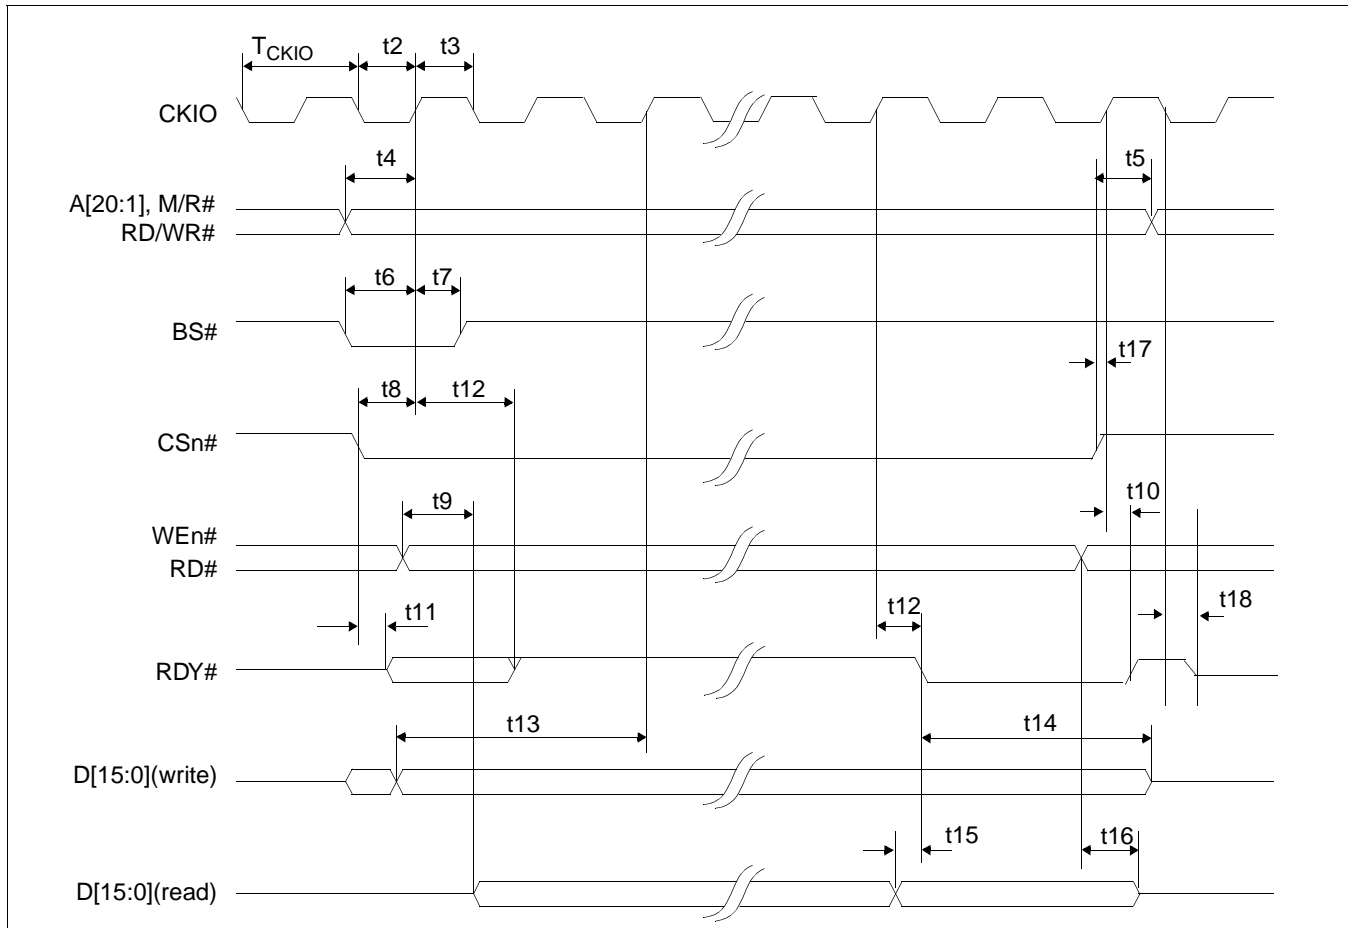 TCKIO t2 t3
CKIO
t4 t5
A[20:1], M/R#
RD/WR#
t6 t7
BS#
t17
t8 t12
CSn#
t9 t10
WEn#
RD#
t11 t12 t18
RDY#
t13 t14
D[15:0](write)
t15 t16
D[15:0](read)